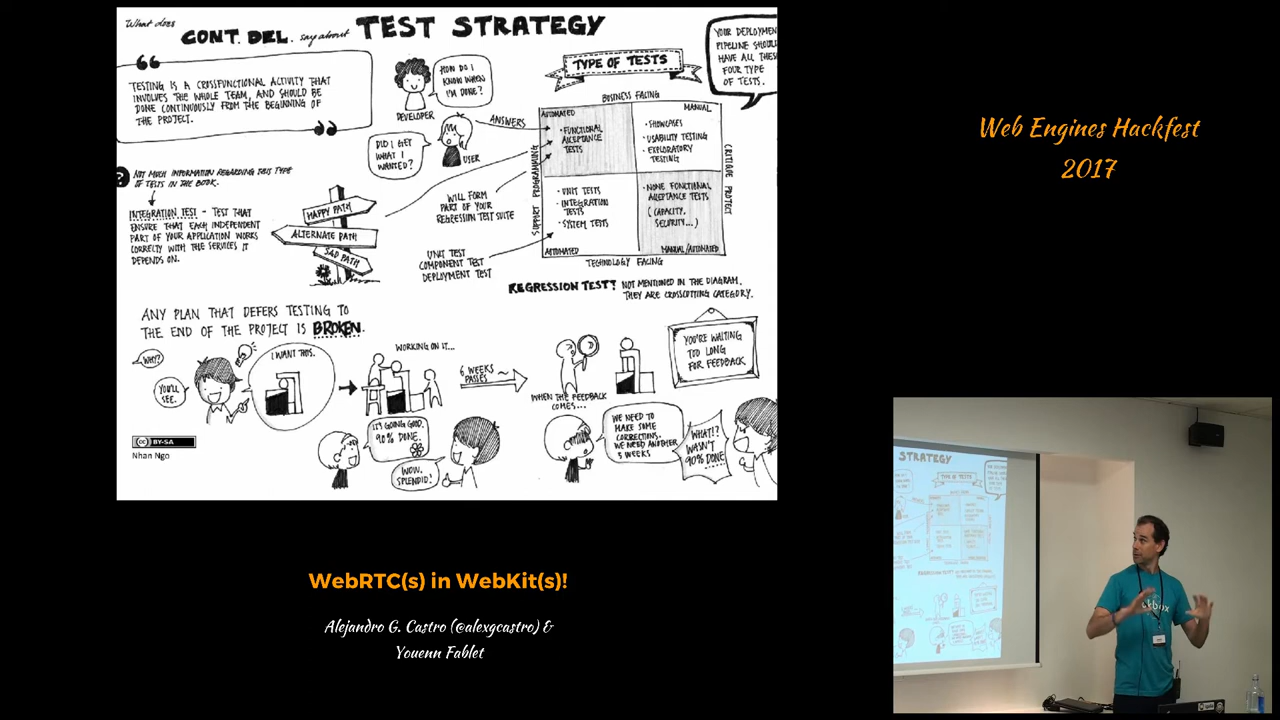 What does
CONT. DEL. say about TEST STRATEGY
“
TESTING IS A CROSSFUNCTIONAL ACTIVITY THAT
INVOLVES THE WHOLE TEAM, AND SHOULD BE
DONE CONTINUOUSLY FROM THE BEGINNING OF
THE PROJECT.
”
HOW DO I
KNOW WHEN
I'M DONE?
DEVELOPER
DID I GET
WHAT I
WANTED?
USER
ANSWERS
TYPE OF TESTS
YOUR DEPLOYMEN
PIPELINE SHOUL
HAVE ALL THES
FOUR TYPE
OF TESTS.
BUSINESS FACING
AUTOMATED
• FUNCTIONAL
ACCEPTANCE
TESTS
MANUAL
• SHOWCASES
• USABILITY TESTING
• EXPLORATORY
TESTING
SUPPORT PROGRAMMING
CRITIQUE PROJECT
• UNIT TESTS
• INTEGRATION
TESTS
• SYSTEM TESTS
AUTOMATED
• NONE FUNCTIONAL
ACCEPTANCE TESTS
(CAPACITY,
SECURITY...)
MANUAL/AUTOMATED
TECHNOLOGY FACING
? NOT MUCH INFORMATION REGARDING THIS TYPE
OF TESTS IN THE BOOK.
INTEGRATION TEST - TEST THAT
ENSURE THAT EACH INDEPENDENT
PART OF YOUR APPLICATION WORKS
CORRECTLY WITH THE SERVICES IT
DEPENDS ON.
HAPPY PATH
ALTERNATE PATH
SAD PATH
WILL FORM
PART OF YOUR
REGRESSION TEST SUITE
UNIT TEST
COMPONENT TEST
DEPLOYMENT TEST
REGRESSION TEST? NOT MENTIONED IN THE DIAGRAM.
THEY ARE CROSSCUTTING CATEGORY.
ANY PLAN THAT DEFERS TESTING TO
THE END OF THE PROJECT IS BROKEN.
WHY?
YOU'LL
SEE.
I WANT THIS.
WORKING ON IT...
6 WEEKS
PASSES
WHEN THE FEEDBACK
COMES...
YOU'RE WAITING
TOO LONG
FOR FEEDBACK
IT'S GOING GOOD.
90% DONE.
WOW.
SPLENDID!
WE NEED TO
MAKE SOME
CORRECTIONS.
WE NEED ANOTHER
5 WEEKS
WHAT!?
WASN'T
90% DONE
cc BY-SA
Nhan Ngo
WebRTC(s) in WebKit(s)!
Alejandro G. Castro (@alexgcastro) &
Youenn Fablet
Web Engines Hackfest
2017
STRATEGY
TYPE OF TESTS